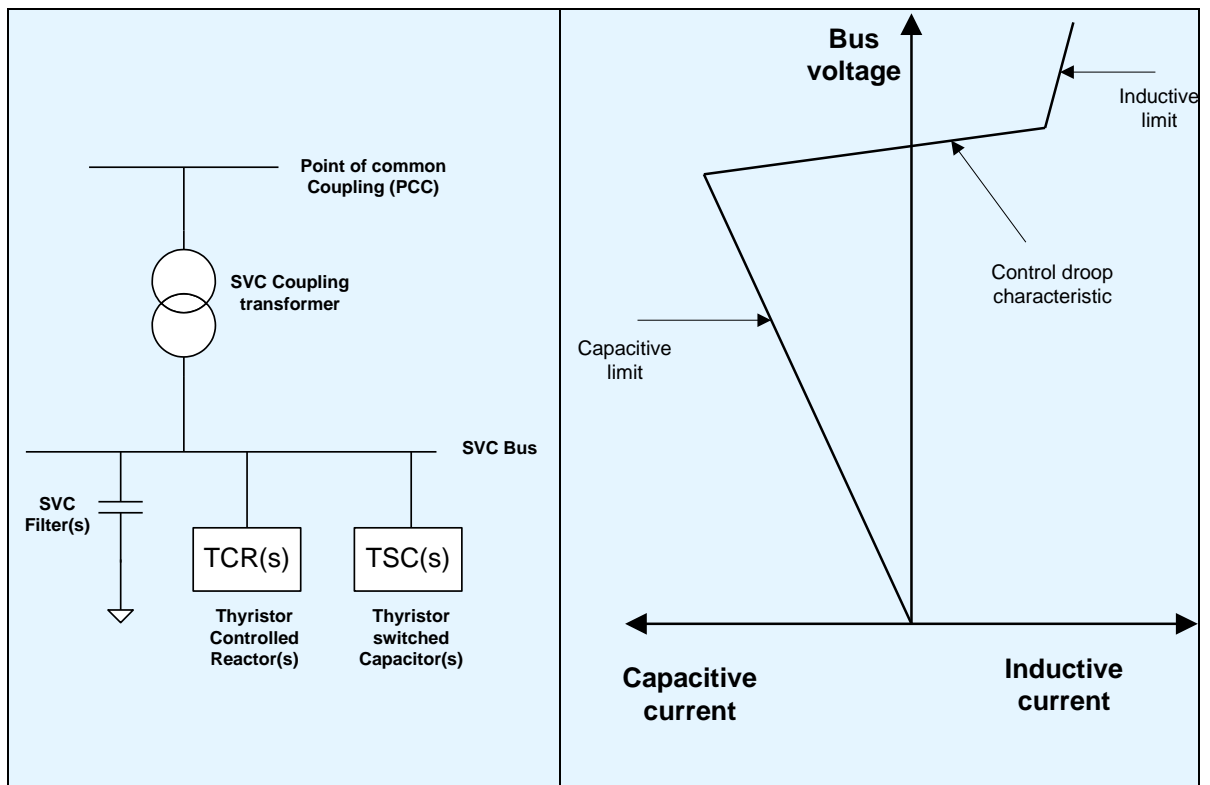 Point of common
Coupling (PCC)
SVC Coupling
transformer
SVC Bus
SVC
Filter(s)
TCR(s)
TSC(s)
Thyristor
Controlled
Reactor(s)
Thyristor
switched
Capacitor(s)
Bus
voltage
Inductive
limit
Control droop
characteristic
Capacitive
limit
Capacitive
current
Inductive
current